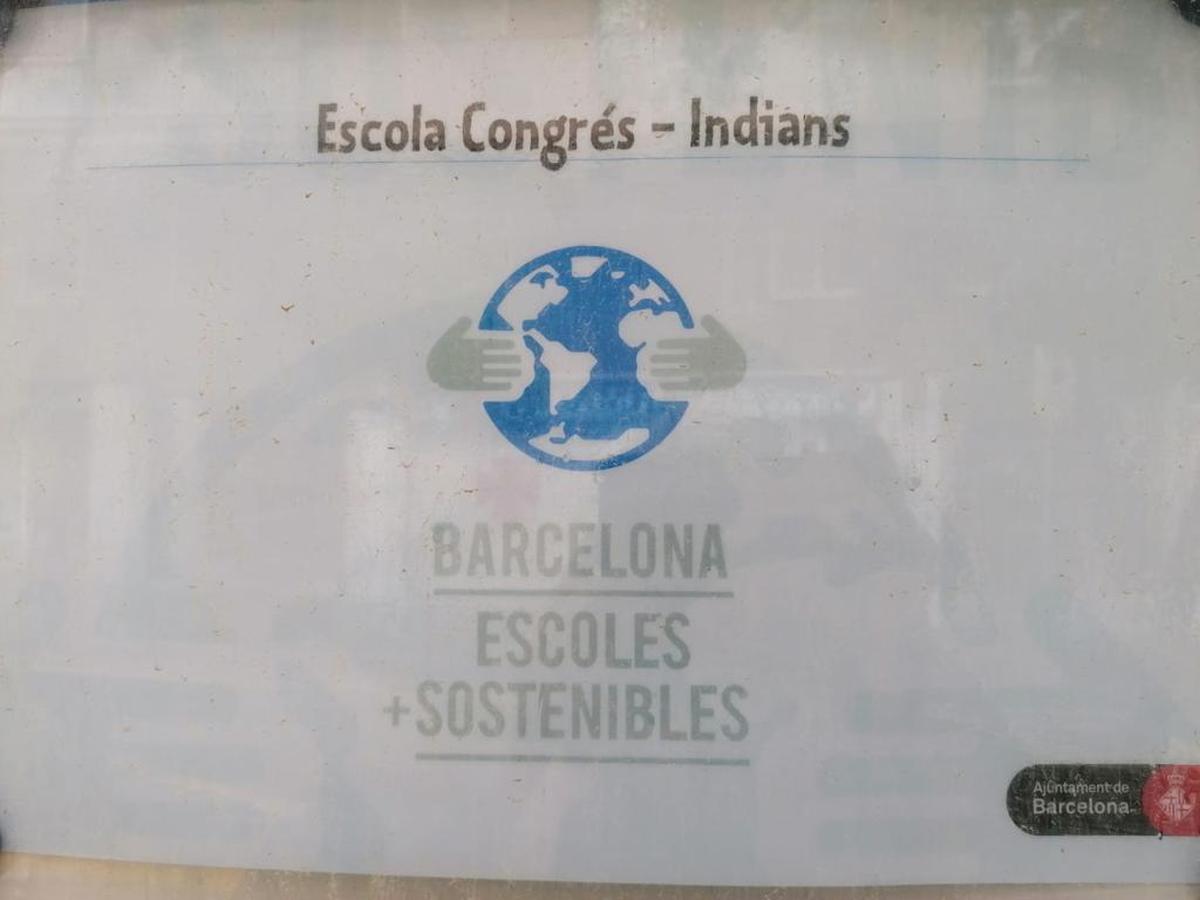 Escola Congrés - Indians
BARCELONA
ESCOLES
+SOSTENIBLES
Ajuntament de
Barcelona